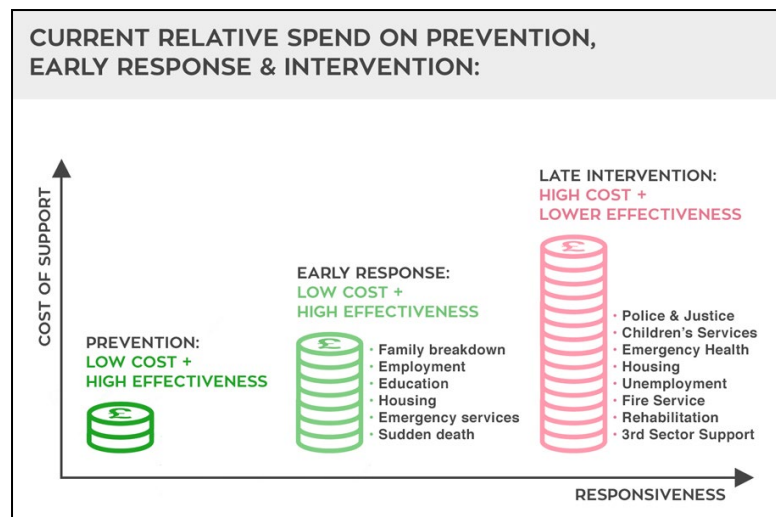 CURRENT RELATIVE SPEND ON PREVENTION,
EARLY RESPONSE & INTERVENTION:
COST OF SUPPORT
PREVENTION:
LOW COST +
HIGH EFFECTIVENESS
£
EARLY RESPONSE:
LOW COST +
HIGH EFFECTIVENESS
£
• Family breakdown
• Employment
• Education
• Housing
• Emergency services
• Sudden death
LATE INTERVENTION:
HIGH COST +
LOWER EFFECTIVENESS
£
• Police & Justice
• Children's Services
• Emergency Health
• Housing
• Unemployment
• Fire Service
• Rehabilitation
• 3rd Sector Support
RESPONSIVENESS